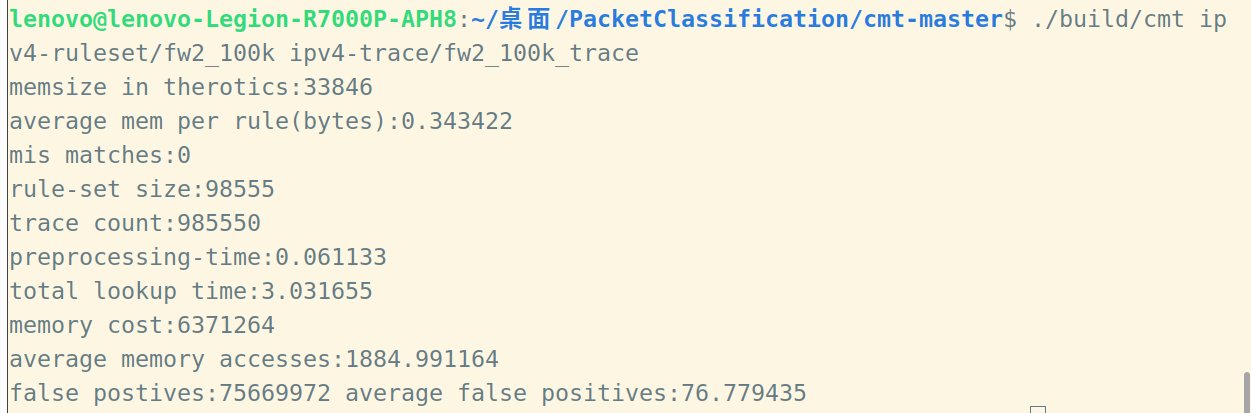 lenovo@lenovo-Legion-R7000P-APH8:~/桌面/PacketClassification/cmt-master$ ./build/cmt ip
v4-ruleset/fw2_100k ipv4-trace/fw2_100k_trace
memsize in therotics:33846
average mem per rule(bytes):0.343422
mis matches:0
rule-set size:98555
trace count:985550
preprocessing-time:0.061133
total lookup time:3.031655
memory cost:6371264
average memory accesses:1884.991164
false postives:75669972 average false positives:76.779435